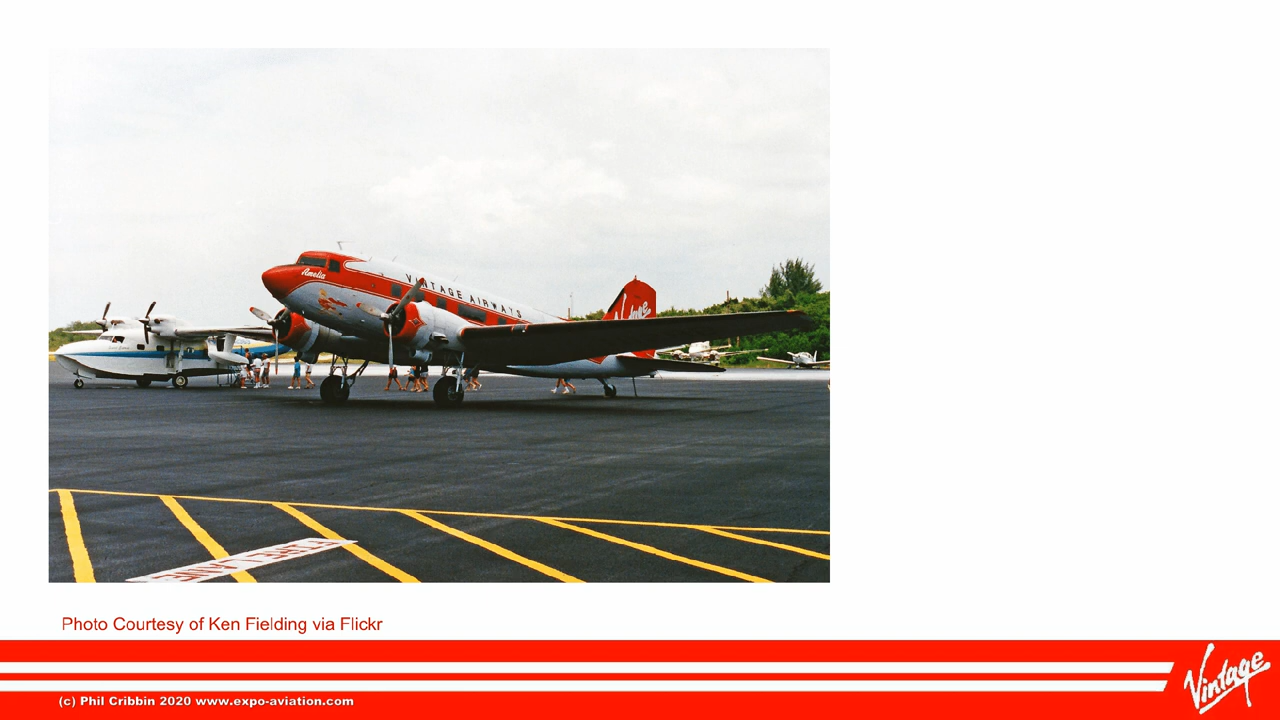 Amelia
VINTAGE AIRWAYS
Vintage
FIRE LANE
Photo Courtesy of Ken Fielding via Flickr
(c) Phil Cribbin 2020 www.expo-aviation.com
Vintage